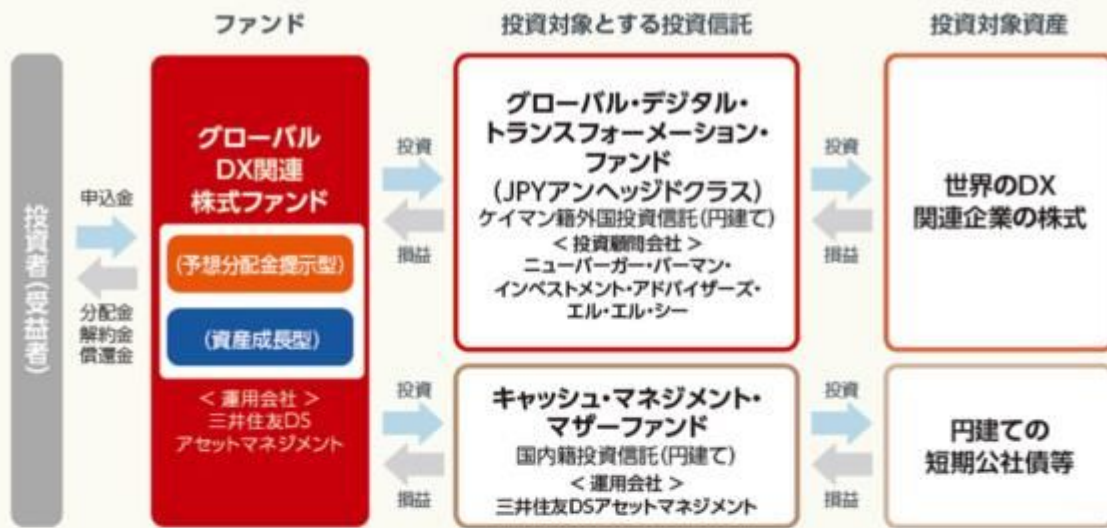 ファンド
投資対象とする投資信託
投資対象資産
投資者(受益者)
申込金
分配金
解約金
償還金
グローバル
DX関連
株式ファンド
(予想分配金提示型)
(資産成長型)
< 運用会社 >
三井住友DS
アセットマネジメント
投資
損益
グローバル・デジタル・
トランスフォーメーション・
ファンド
(JPYアンヘッジドクラス)
ケイマン籍外国投資信託(円建て)
< 投資顧問会社 >
ニューバーガー・バーマン・
インベストメント・アドバイザーズ・
エル・エル・シー
投資
損益
世界のDX
関連企業の株式
投資
損益
キャッシュ・マネジメント・
マザーファンド
国内籍投資信託(円建て)
< 運用会社 >
三井住友DSアセットマネジメント
投資
損益
円建ての
短期公社債等